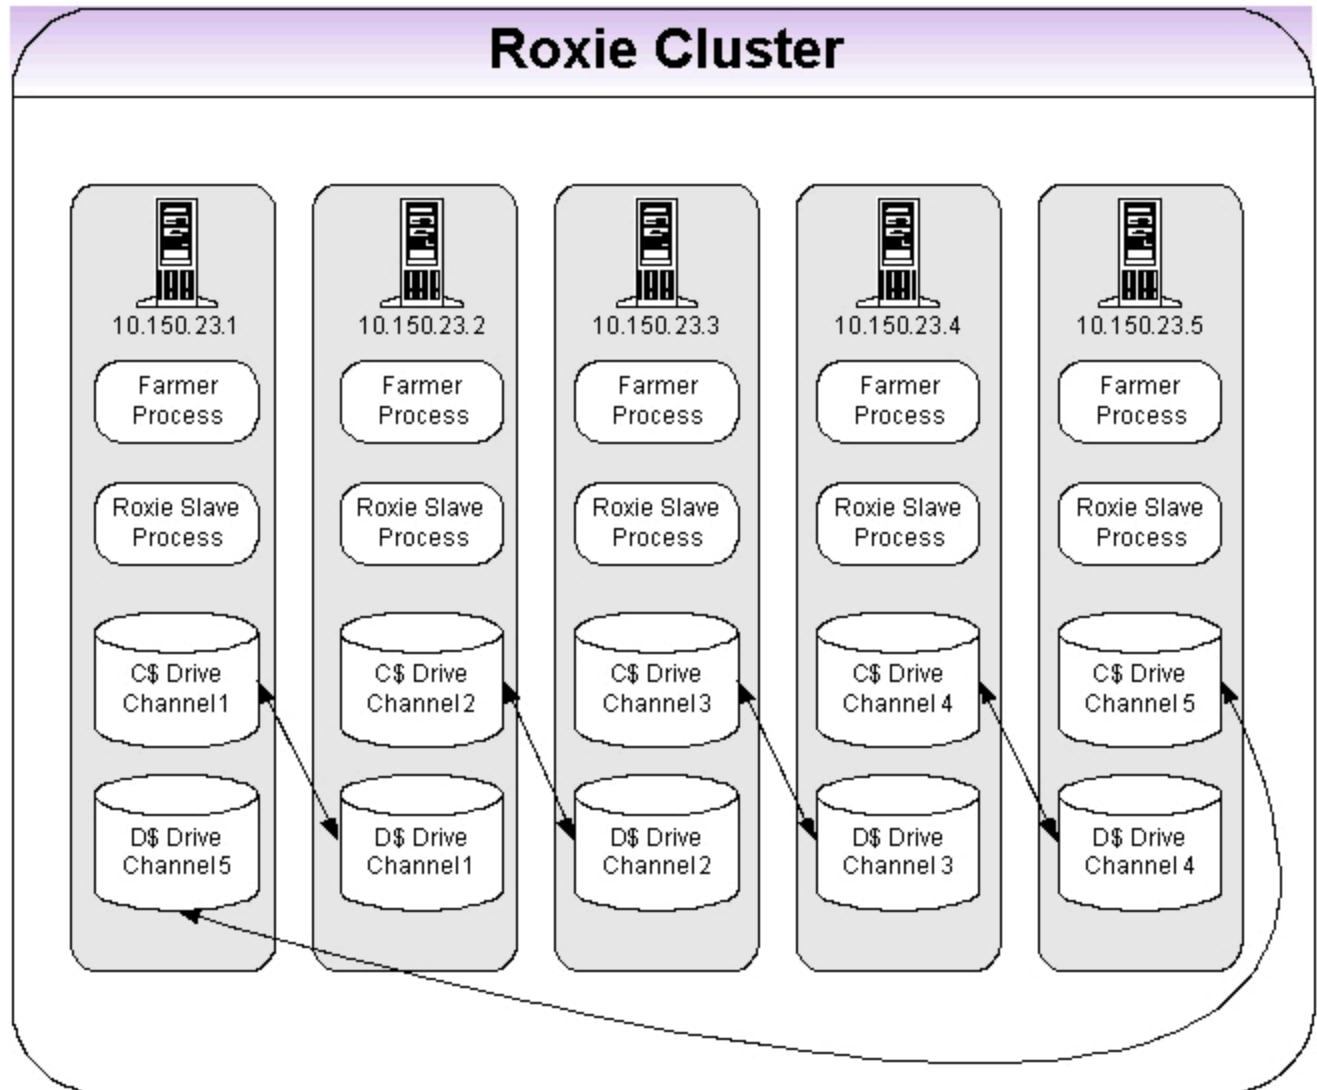 Roxie Cluster
10.150.23.1
10.150.23.2
10.150.23.3
10.150.23.4
10.150.23.5
Farmer
Process
Farmer
Process
Farmer
Process
Farmer
Process
Farmer
Process
Roxie Slave
Process
Roxie Slave
Process
Roxie Slave
Process
Roxie Slave
Process
Roxie Slave
Process
C$ Drive
Channel 1
C$ Drive
Channel 2
C$ Drive
Channel 3
C$ Drive
Channel 4
C$ Drive
Channel 5
D$ Drive
Channel 5
D$ Drive
Channel 1
D$ Drive
Channel 2
D$ Drive
Channel 3
D$ Drive
Channel 4